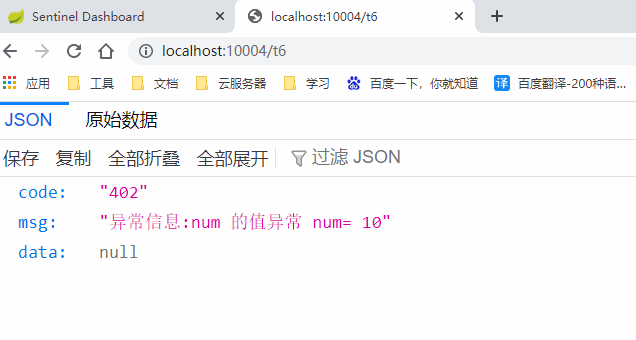 Sentinel Dashboard
localhost:10004/t6
localhost:10004/t6
应用 工具 文档 云服务器 学习 百度一下，你就知道 译 百度翻译-200种语...
JSON 原始数据
保存 复制 全部折叠 全部展开 过滤 JSON
code: "402"
msg: "异常信息:num 的值异常 num= 10"
data: null